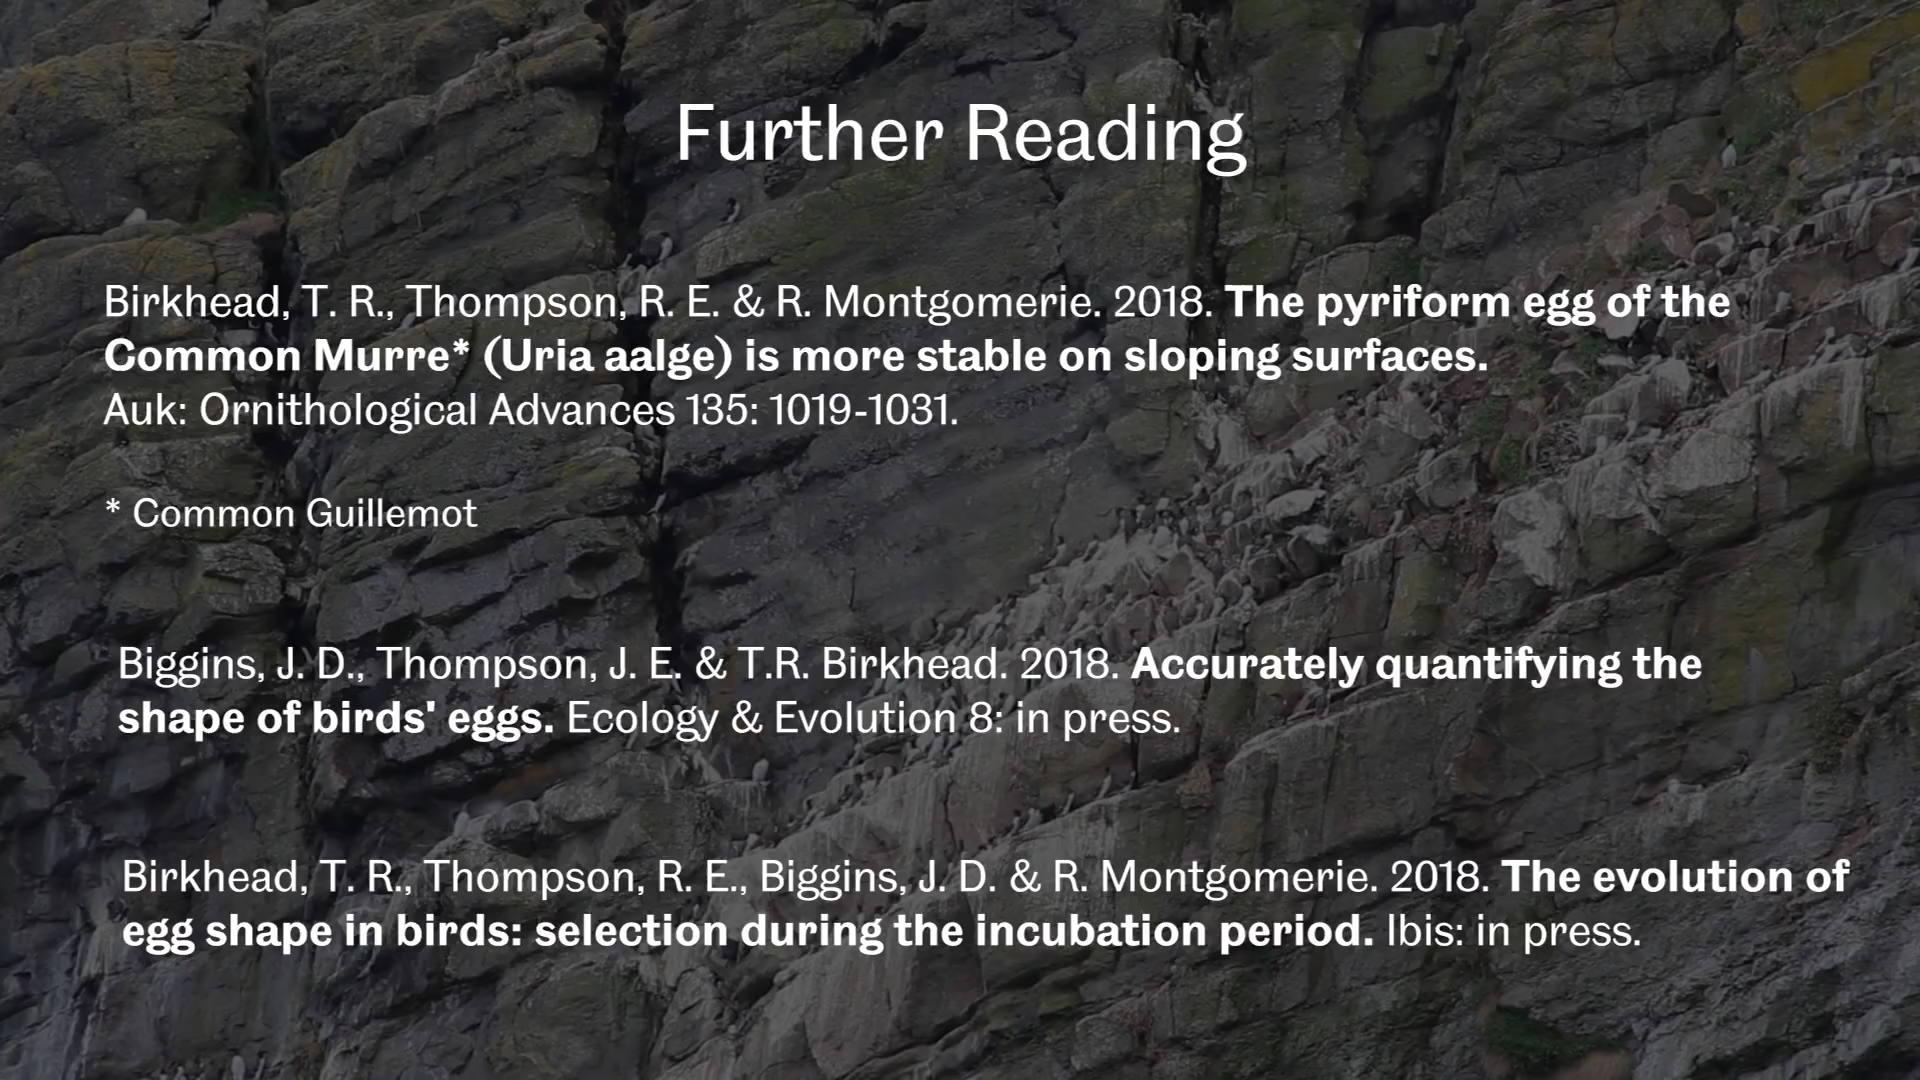 Further Reading
Birkhead, T. R., Thompson, R. E. & R. Montgomerie. 2018. The pyriform egg of the
Common Murre* (Uria aalge) is more stable on sloping surfaces.
Auk: Ornithological Advances 135: 1019-1031.
* Common Guillemot
Biggins, J. D., Thompson, J. E. & T.R. Birkhead. 2018. Accurately quantifying the
shape of birds' eggs. Ecology & Evolution 8: in press.
Birkhead, T. R., Thompson, R. E., Biggins, J. D. & R. Montgomerie. 2018. The evolution of
egg shape in birds: selection during the incubation period. Ibis: in press.